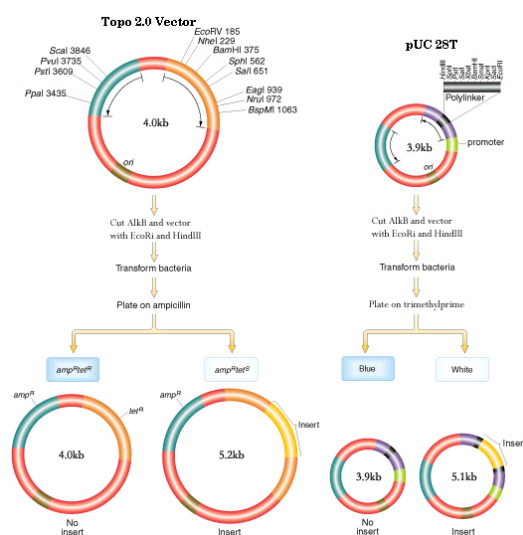 Topo 2.0 Vector
EcoRV 185
NheI 229
BamHI 375
SphI 562
SalI 651
EagI 939
NruI 972
BspMI 1063
ScaI 3846
PvuI 3735
PstI 3609
PpaI 3435
4.0kb
ori
Cut AlkB and vector
with EcoRi and HindIII
Transform bacteria
Plate on ampicillin
ampRtetR
ampRtetS
ampR
tetR
4.0kb
No
insert
ampR
Insert
5.2kb
Insert
pUC 28T
HindIII
SphI
PstI
SalI
XbaI
BamHI
SmaI
KpnI
SacI
EcoRI
Polylinker
promoter
3.9kb
ori
Cut AlkB and vector
with EcoRi and HindIII
Transform bacteria
Plate on trimethylprime
Blue
White
3.9kb
No
insert
Inser
5.1kb
Insert